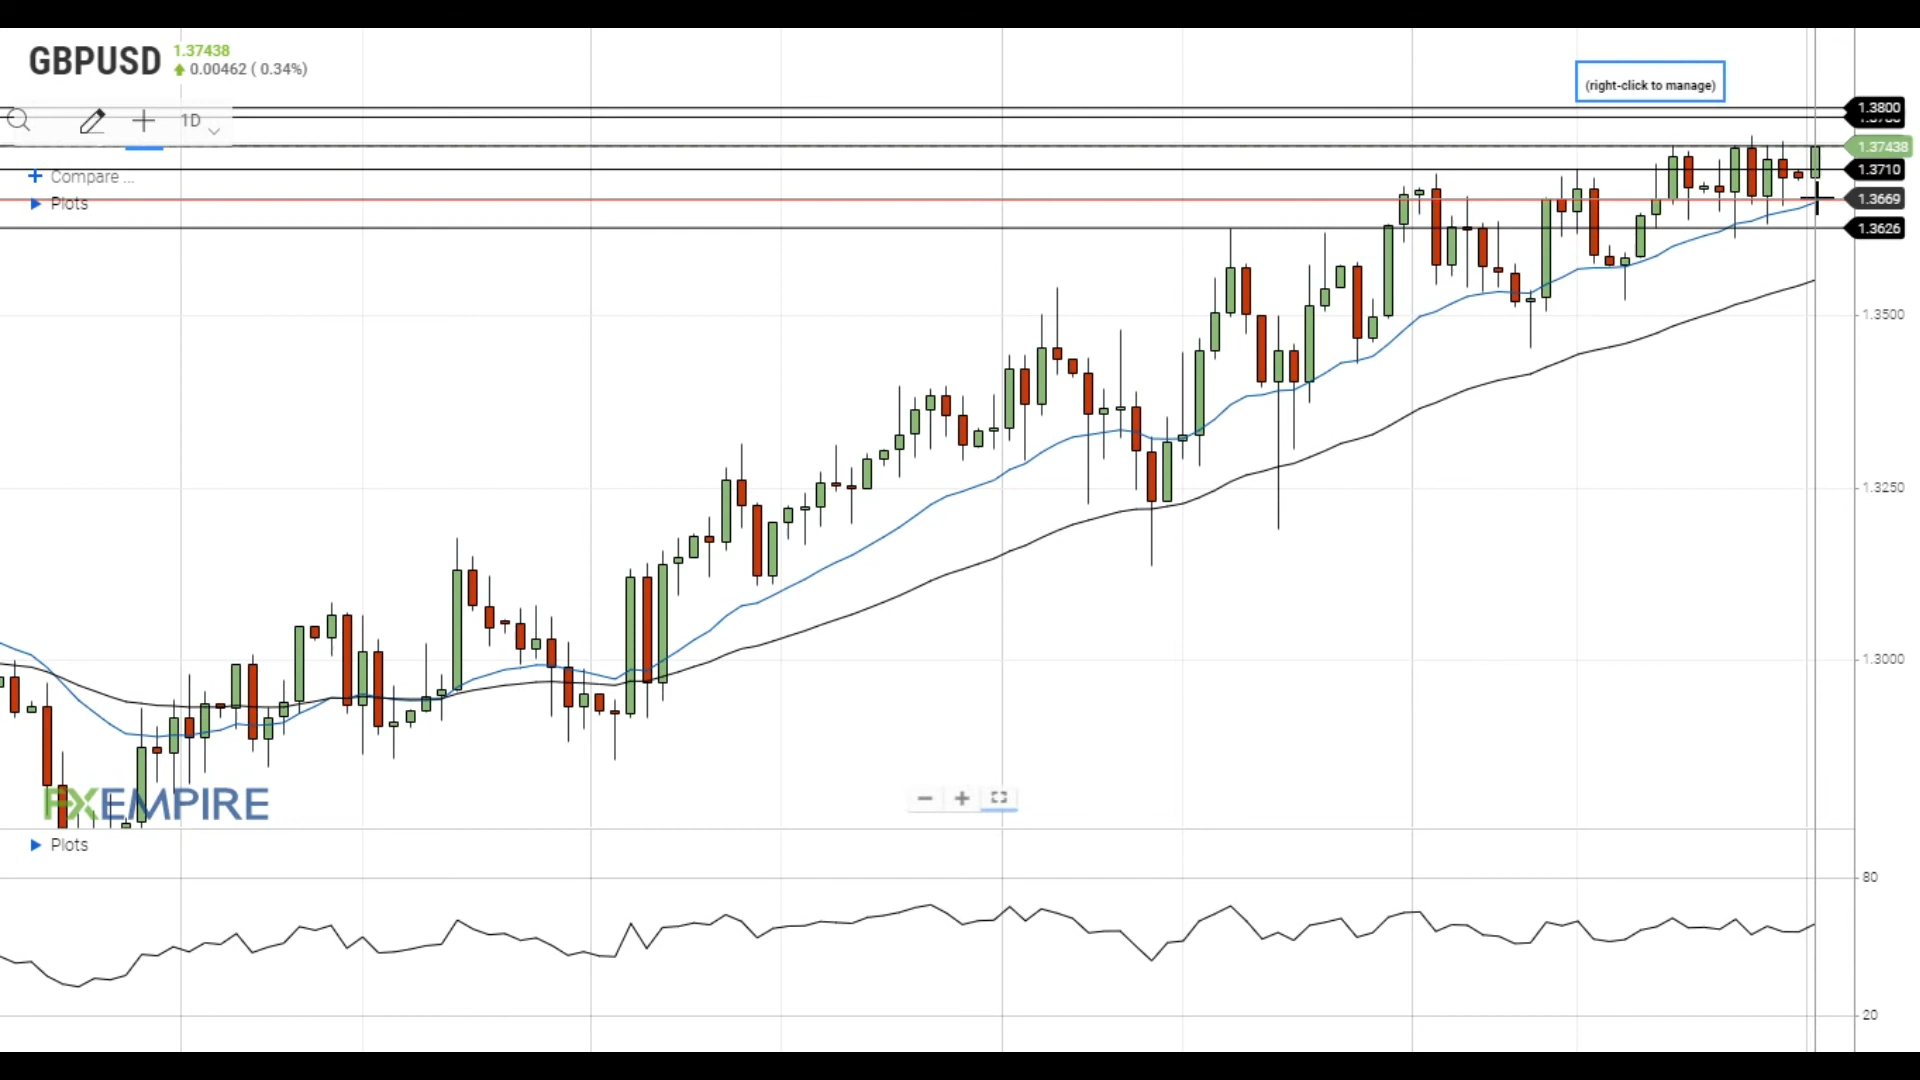 GBPUSD
1.37438
0.00462 ( 0.34%)
(right-click to manage)
1D
Compare ...
Plots
1.3800
1.37438
1.3710
1.3669
1.3626
1.3500
1.3250
1.3000
FXEMPIRE
Plots
80
20